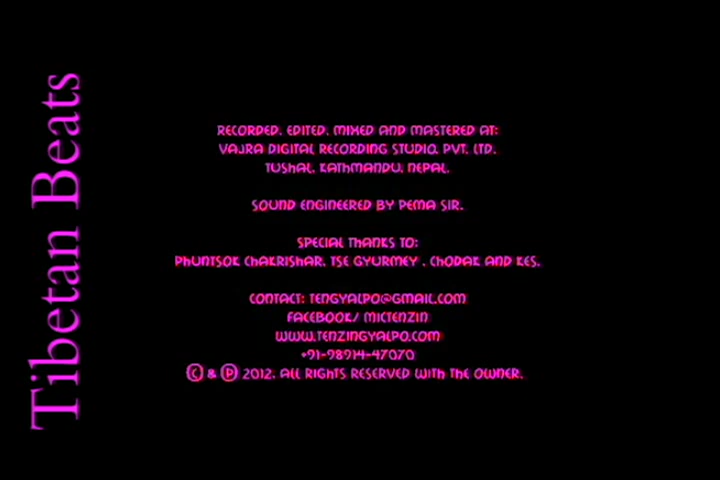 Tibetan Beats
RECORDED, EDITED, MIXED AND MASTERED AT:
VAJRA DIGITAL RECORDING STUDIO, PVT. LTD.
TUSHAL, KATHMANDU, NEPAL.
SOUND ENGINEERED BY PEMA SIR.
SPECIAL THANKS TO:
PHUNTSOK CHAKRISHAR, TSE GYURMEY , CHODAK AND KES.
CONTACT: TENGYALPO@GMAIL.COM
FACEBOOK/ MICTENZIN
WWW.TENZINGYALPO.COM
+91-98914-47070
© & ℗ 2012. ALL RIGHTS RESERVED WITH THE OWNER.